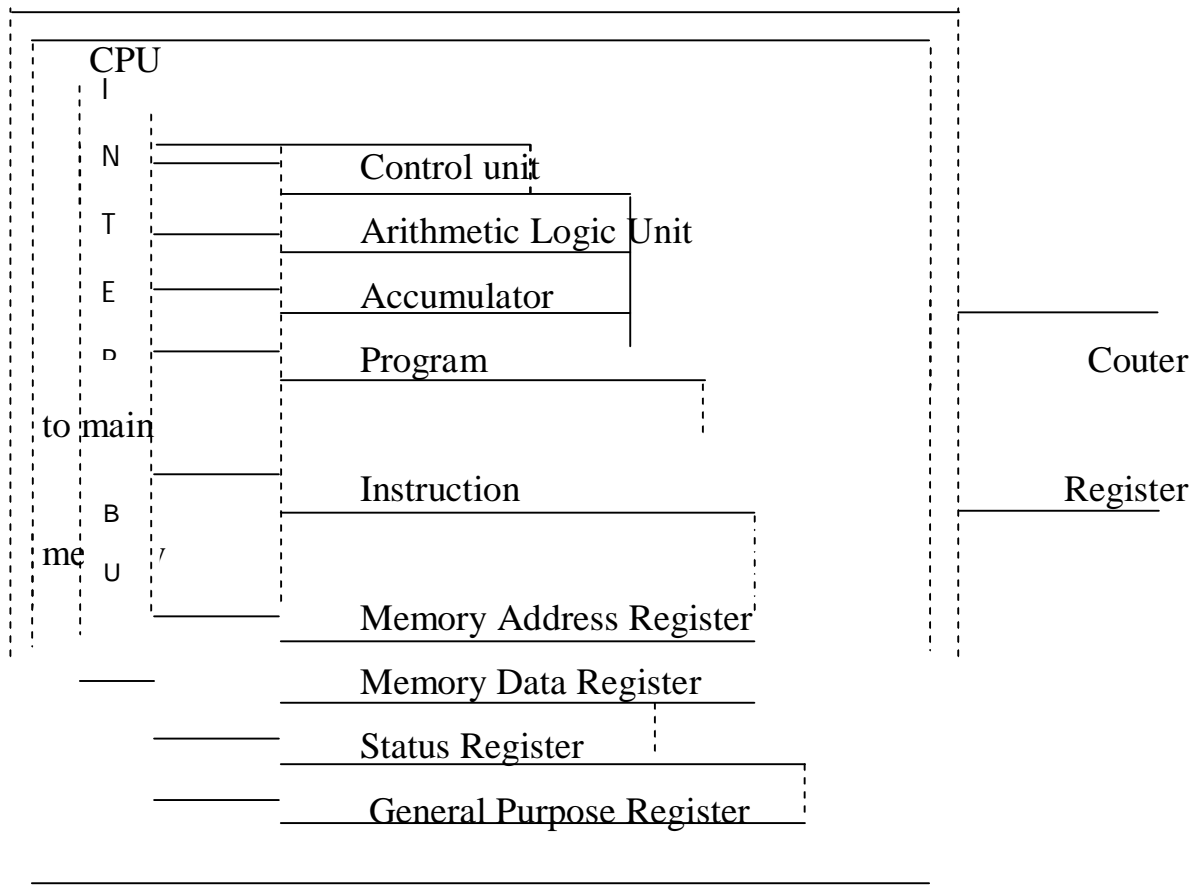 CPU
I
N
Control unit
T
Arithmetic Logic Unit
E
Accumulator
Program Couter
to main
Instruction Register
B
U
Memory Address Register
Memory Data Register
Status Register
General Purpose Register